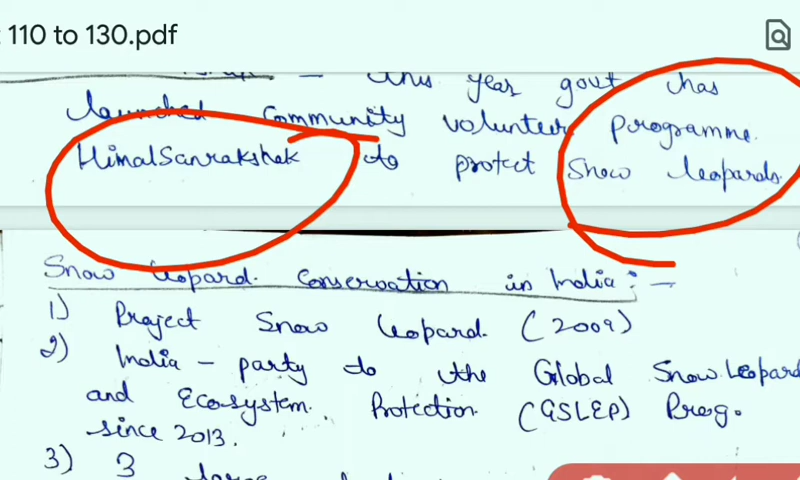 110 to 130.pdf
– this year govt has
launched Community volunteer programme
HimalSanrakshak to protect Snow leopards
Snow leopard Conservation in India :–
1) Project Snow leopard (2009)
2) India – party to the Global Snow Leopard
and Ecosystem Protection (GSLEP) Prog.
since 2013.
3) 3 large